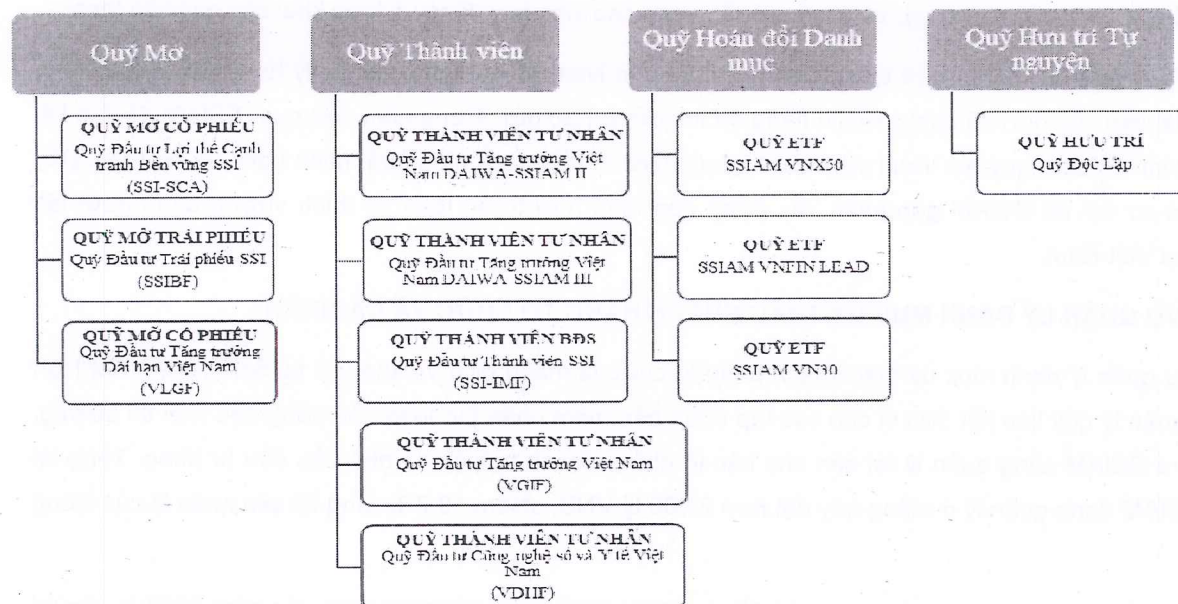 Quỹ Mở
QUỸ MỞ CỔ PHIẾU
Quỹ Đầu tư Lợi thế Cạnh
tranh Bền vững SSI
(SSI-SCA)
QUỸ MỞ TRÁI PHIẾU
Quỹ Đầu tư Trái phiếu SSI
(SSIBF)
QUỸ MỞ CỔ PHIẾU
Quỹ Đầu tư Tăng trưởng
Dài hạn Việt Nam
(VLGF)
Quỹ Thành viên
QUỸ THÀNH VIÊN TƯ NHÂN
Quỹ Đầu tư Tăng trưởng Việt
Nam DAIWA-SSIAM II
QUỸ THÀNH VIÊN TƯ NHÂN
Quỹ Đầu tư Tăng trưởng Việt
Nam DAIWA-SSIAM III
QUỸ THÀNH VIÊN BĐS
Quỹ Đầu tư Thành viên SSI
(SSI-IMF)
QUỸ THÀNH VIÊN TƯ NHÂN
Quỹ Đầu tư Tăng trưởng Việt Nam
(VGIF)
QUỸ THÀNH VIÊN TƯ NHÂN
Quỹ Đầu tư Công nghệ số và Y tế Việt
Nam
(VDHF)
Quỹ Hoán đổi Danh
mục
QUỸ ETF
SSIAM VNX50
QUỸ ETF
SSIAM VNFIN LEAD
QUỸ ETF
SSIAM VN30
Quỹ Hưu trí Tự
nguyện
QUỸ HƯU TRÍ
Quỹ Độc Lập